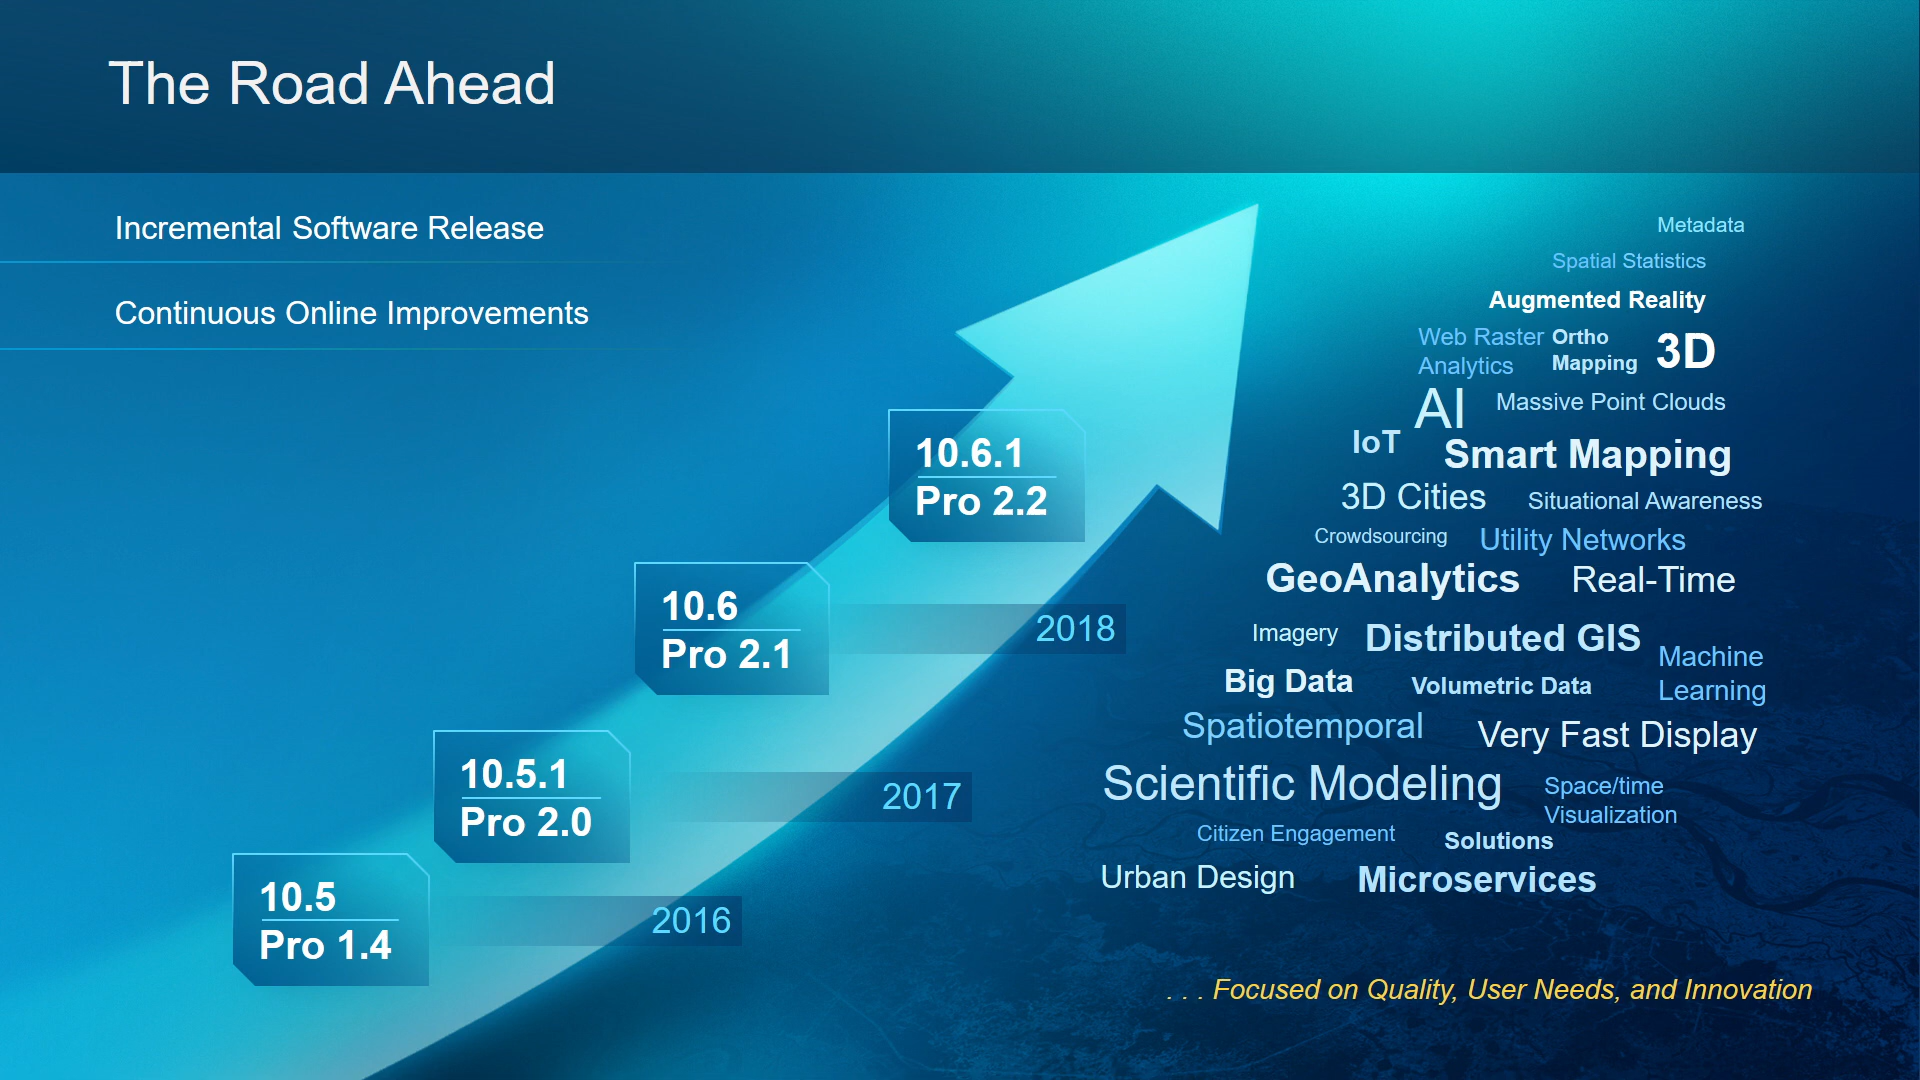 The Road Ahead
Incremental Software Release
Continuous Online Improvements
10.6.1
Pro 2.2
10.6
Pro 2.1
2018
10.5.1
Pro 2.0
2017
10.5
Pro 1.4
2016
Metadata
Spatial Statistics
Augmented Reality
Web Raster
Analytics
Ortho
Mapping
3D
AI
Massive Point Clouds
IoT
Smart Mapping
3D Cities
Situational Awareness
Crowdsourcing
Utility Networks
GeoAnalytics
Real-Time
Imagery
Distributed GIS
Machine
Learning
Big Data
Volumetric Data
Spatiotemporal
Very Fast Display
Scientific Modeling
Space/time
Visualization
Citizen Engagement
Solutions
Urban Design
Microservices
. . . Focused on Quality, User Needs, and Innovation